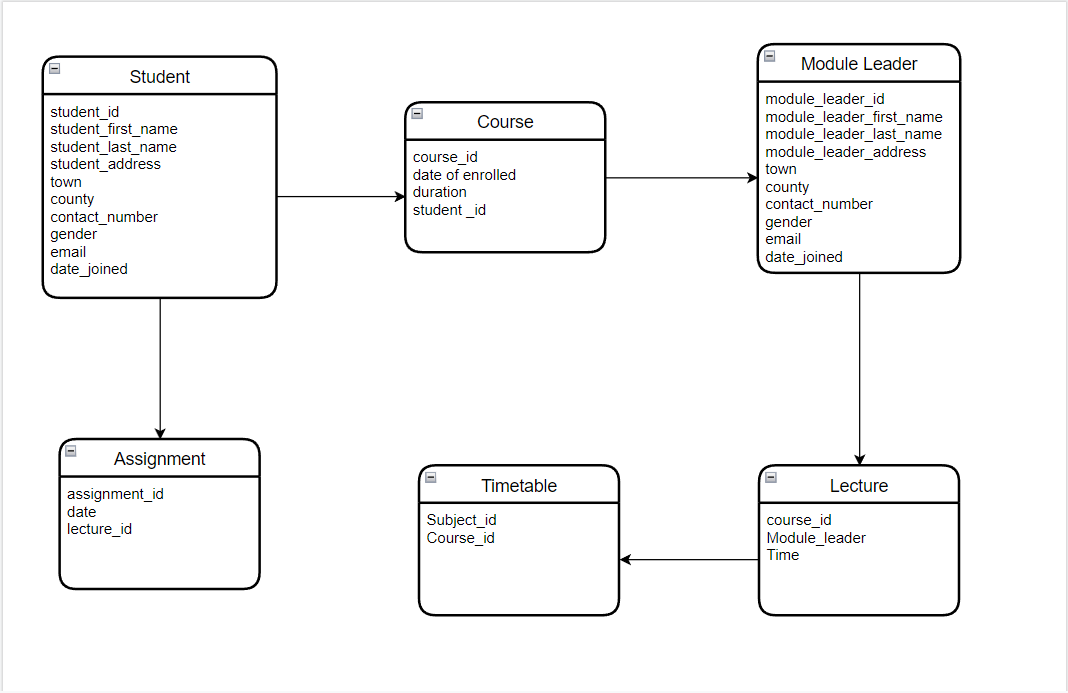 Student
student_id
student_first_name
student_last_name
student_address
town
county
contact_number
gender
email
date_joined
Course
course_id
date of enrolled
duration
student _id
Module Leader
module_leader_id
module_leader_first_name
module_leader_last_name
module_leader_address
town
county
contact_number
gender
email
date_joined
Assignment
assignment_id
date
lecture_id
Timetable
Subject_id
Course_id
Lecture
course_id
Module_leader
Time